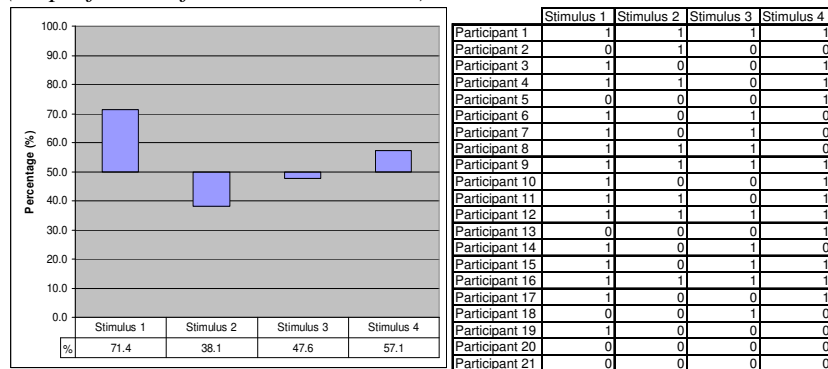 100.0
90.0
80.0
70.0
60.0
50.0
40.0
30.0
20.0
10.0
0.0
Percentage (%)
Stimulus 1 Stimulus 2 Stimulus 3 Stimulus 4
% 71.4 38.1 47.6 57.1
Stimulus 1 Stimulus 2 Stimulus 3 Stimulus 4
Participant 1 1 1 1 1
Participant 2 0 1 0 0
Participant 3 1 0 0 1
Participant 4 1 1 0 1
Participant 5 0 0 0 1
Participant 6 1 0 1 0
Participant 7 1 0 1 0
Participant 8 1 1 1 0
Participant 9 1 1 1 1
Participant 10 1 0 0 1
Participant 11 1 1 0 1
Participant 12 1 1 1 1
Participant 13 0 0 0 1
Participant 14 1 0 1 0
Participant 15 1 0 1 1
Participant 16 1 1 1 1
Participant 17 1 0 0 1
Participant 18 0 0 1 0
Participant 19 1 0 0 0
Participant 20 0 0 0 0
Participant 21 0 0 0 0